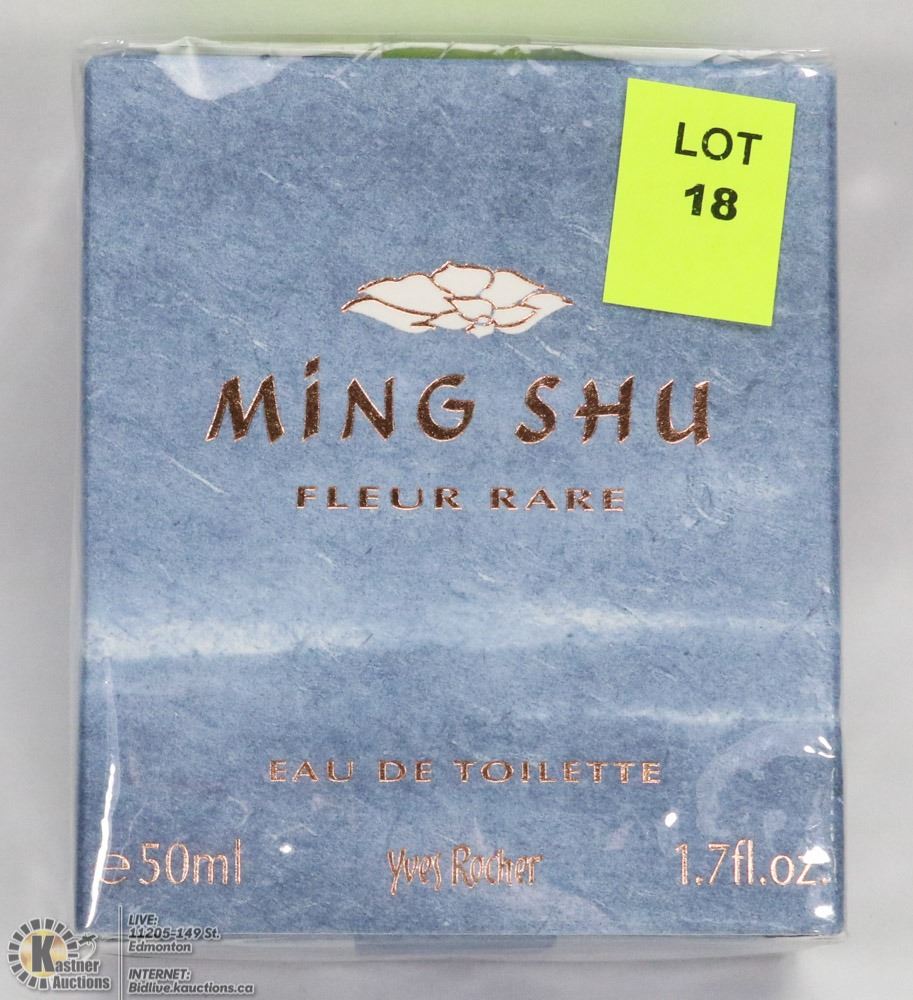 LOT
18
MiNG SHU
FLEUR RARE
EAU DE TOILETTE
e50ml
Yves Rocher
1.7fl.oz.
Kastner
Auctions
LIVE:
11205-149 St.
Edmonton
INTERNET:
Bidlive.kauctions.ca